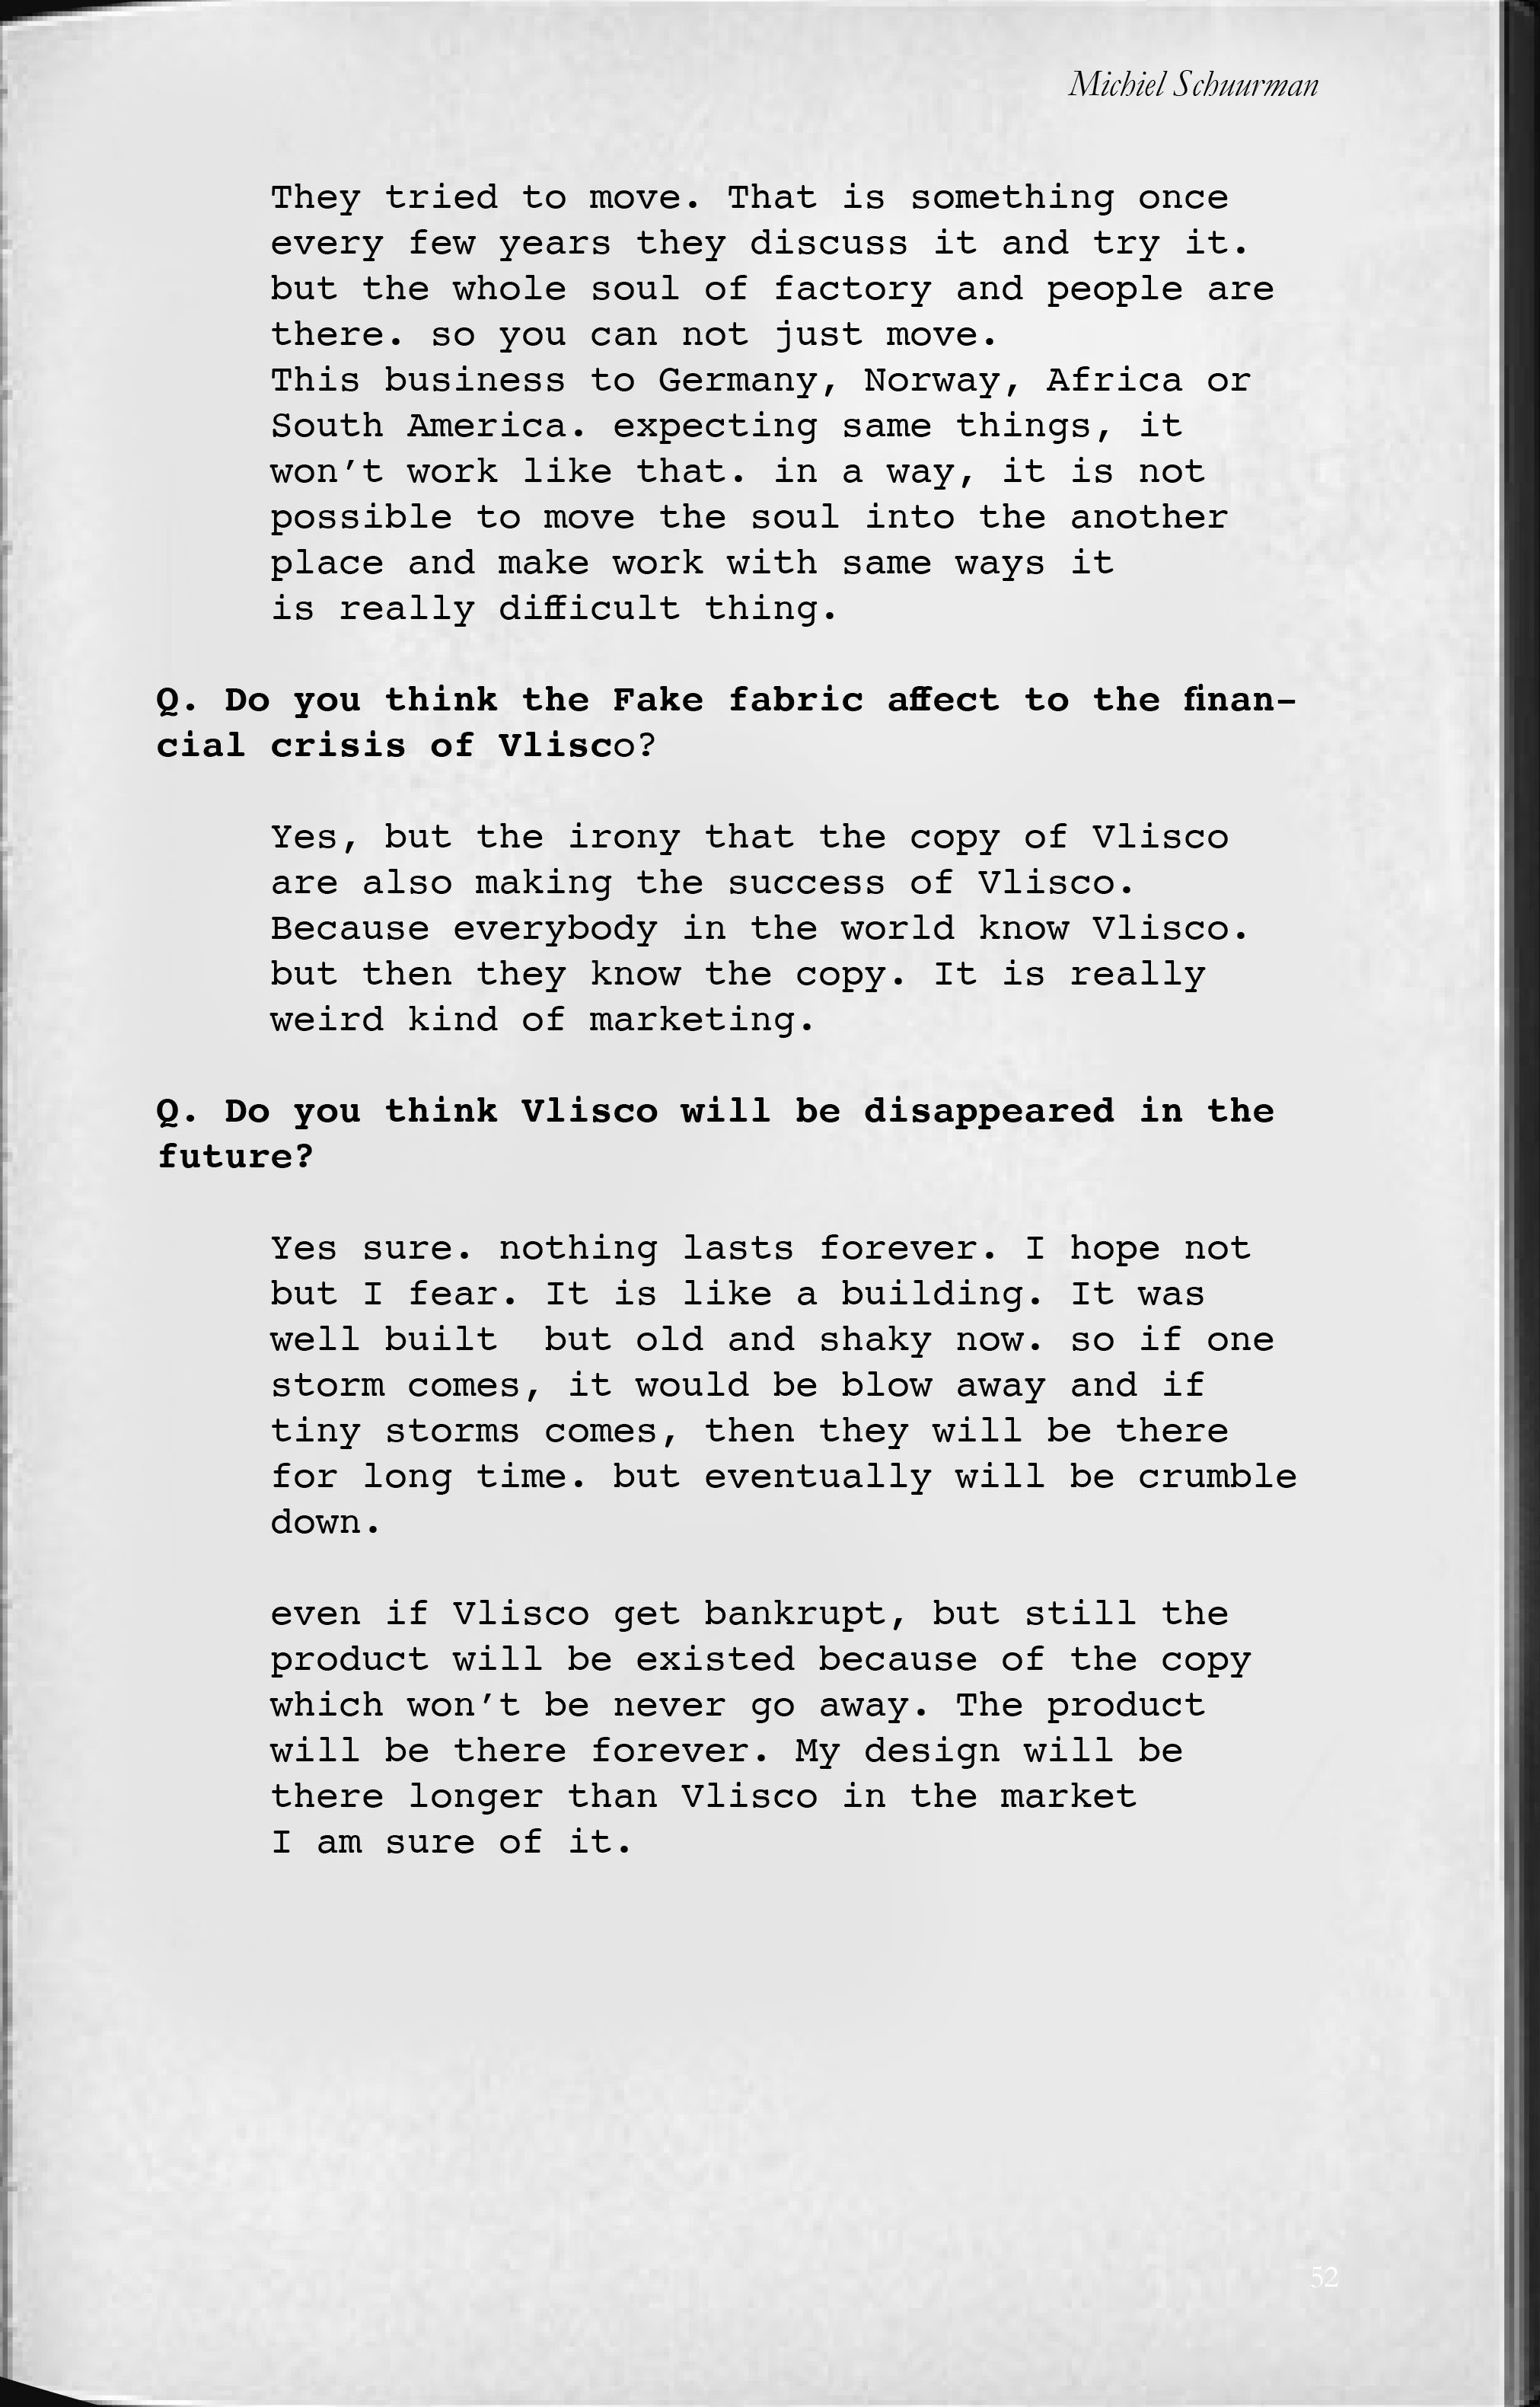 Michiel Schuurman
They tried to move. That is something once
every few years they discuss it and try it.
but the whole soul of factory and people are
there. so you can not just move.
This business to Germany, Norway, Africa or
South America. expecting same things, it
won’t work like that. in a way, it is not
possible to move the soul into the another
place and make work with same ways it
is really difficult thing.
Q. Do you think the Fake fabric affect to the finan-
cial crisis of Vlisco?
Yes, but the irony that the copy of Vlisco
are also making the success of Vlisco.
Because everybody in the world know Vlisco.
but then they know the copy. It is really
weird kind of marketing.
Q. Do you think Vlisco will be disappeared in the
future?
Yes sure. nothing lasts forever. I hope not
but I fear. It is like a building. It was
well built  but old and shaky now. so if one
storm comes, it would be blow away and if
tiny storms comes, then they will be there
for long time. but eventually will be crumble
down.
even if Vlisco get bankrupt, but still the
product will be existed because of the copy
which won’t be never go away. The product
will be there forever. My design will be
there longer than Vlisco in the market
I am sure of it.
52